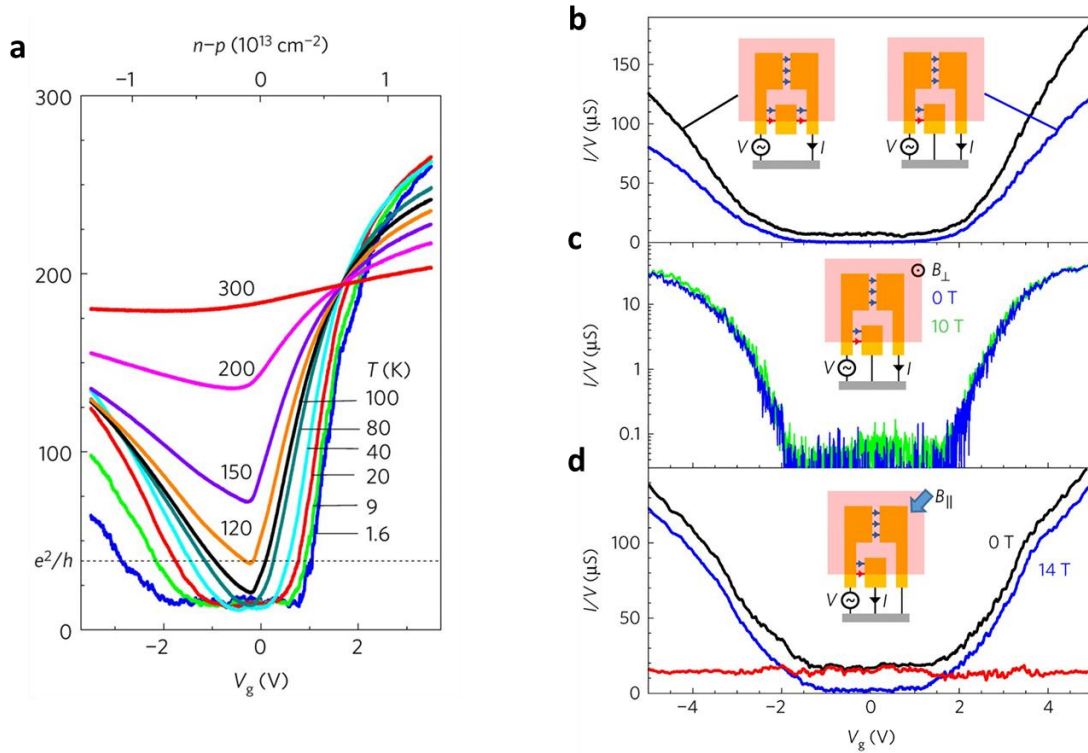 a
n–p (10¹³ cm⁻²)
−1 0 1
300
200
100
e²/h
0
300
200
150
120
T (K)
100
80
40
20
9
1.6
−2 0 2
V_g (V)
b
I/V (µS)
150
100
50
0
V I
V I
c
I/V (µS)
10
1
0.1
B⊥
0 T
10 T
V I
d
I/V (µS)
100
50
0
B∥
0 T
14 T
V I
−4 −2 0 2 4
V_g (V)